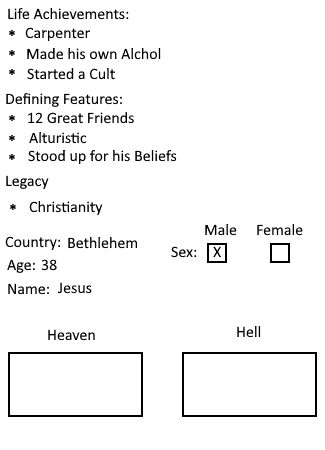 Life Achievements:
* Carpenter
* Made his own Alchol
* Started a Cult
Defining Features:
* 12 Great Friends
* Alturistic
* Stood up for his Beliefs
Legacy
* Christianity
Country: Bethlehem
Male Female
Sex: X
Age: 38
Name: Jesus
Heaven Hell